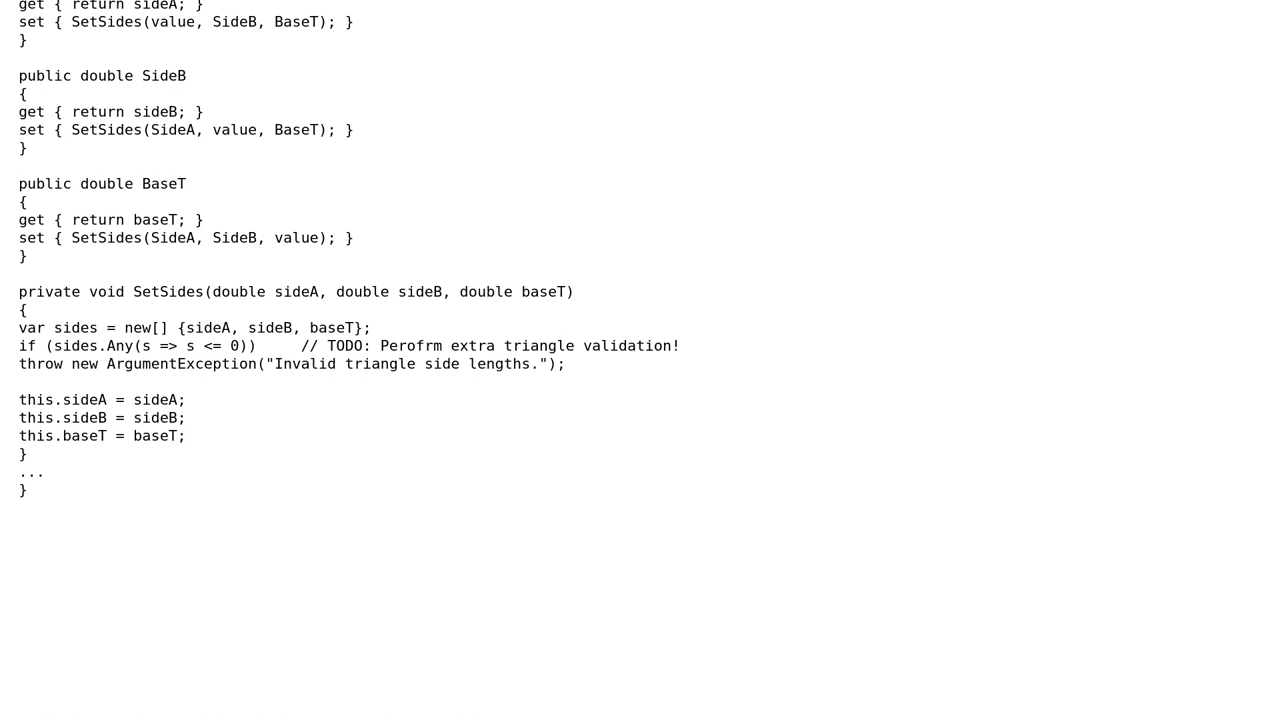 get { return sideA; }
set { SetSides(value, SideB, BaseT); }
}

public double SideB
{
get { return sideB; }
set { SetSides(SideA, value, BaseT); }
}

public double BaseT
{
get { return baseT; }
set { SetSides(SideA, SideB, value); }
}

private void SetSides(double sideA, double sideB, double baseT)
{
var sides = new[] {sideA, sideB, baseT};
if (sides.Any(s => s <= 0))     // TODO: Perofrm extra triangle validation!
throw new ArgumentException("Invalid triangle side lengths.");

this.sideA = sideA;
this.sideB = sideB;
this.baseT = baseT;
}
...
}